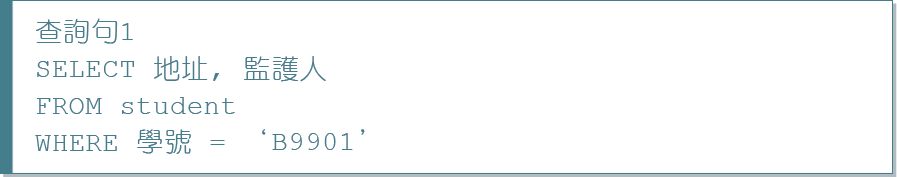 查詢句1
SELECT 地址, 監護人
FROM student
WHERE 學號 = ‘B9901’